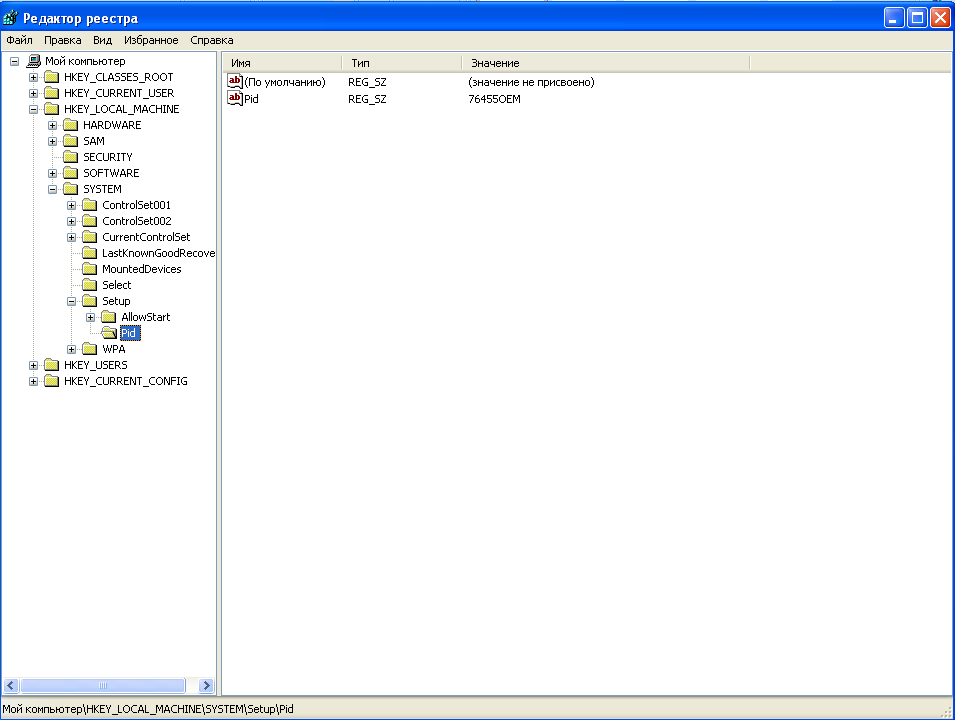 Редактор реестра
Файл Правка Вид Избранное Справка
Мой компьютер
HKEY_CLASSES_ROOT
HKEY_CURRENT_USER
HKEY_LOCAL_MACHINE
HARDWARE
SAM
SECURITY
SOFTWARE
SYSTEM
ControlSet001
ControlSet002
CurrentControlSet
LastKnownGoodRecove
MountedDevices
Select
Setup
AllowStart
Pid
WPA
HKEY_USERS
HKEY_CURRENT_CONFIG
Имя Тип Значение
ab (По умолчанию) REG_SZ (значение не присвоено)
ab Pid REG_SZ 76455OEM
Мой компьютер\HKEY_LOCAL_MACHINE\SYSTEM\Setup\Pid